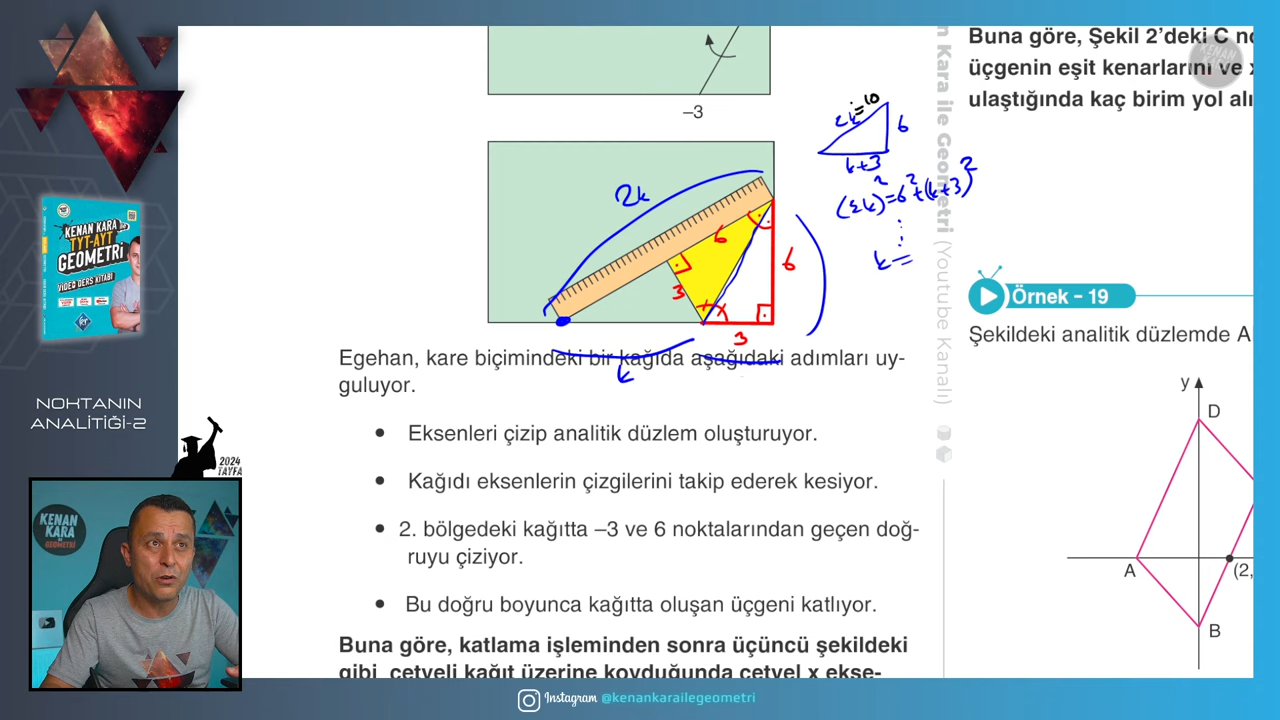 KENAN KARA ile
TYT-AYT
GEOMETRİ
VİDEO DERS KİTABI
NOKTANIN
ANALİTİĞİ-2
2024
TAYFA
KENAN
KARA
ile
GEOMETRİ
-3
2k
6
3
6
3
k
2k=10
6
k+3
(2k)²=6²+(k+3)²
k=
Egehan, kare biçimindeki bir kağıda aşağıdaki adımları uy-
guluyor.
• Eksenleri çizip analitik düzlem oluşturuyor.
• Kağıdı eksenlerin çizgilerini takip ederek kesiyor.
• 2. bölgedeki kağıtta –3 ve 6 noktalarından geçen doğ-
ruyu çiziyor.
• Bu doğru boyunca kağıtta oluşan üçgeni katlıyor.
Buna göre, katlama işleminden sonra üçüncü şekildeki
gibi, cetveli kağıt üzerine koyduğunda cetvel x ekse-
n Kara ile Geometri (Youtube Kanalı)
Buna göre, Şekil 2’deki C
üçgenin eşit kenarlarını ve
ulaştığında kaç birim yol alı
Örnek - 19
Şekildeki analitik düzlemde A
y
D
A
(2,
B
Instagram @kenankarailegeometri